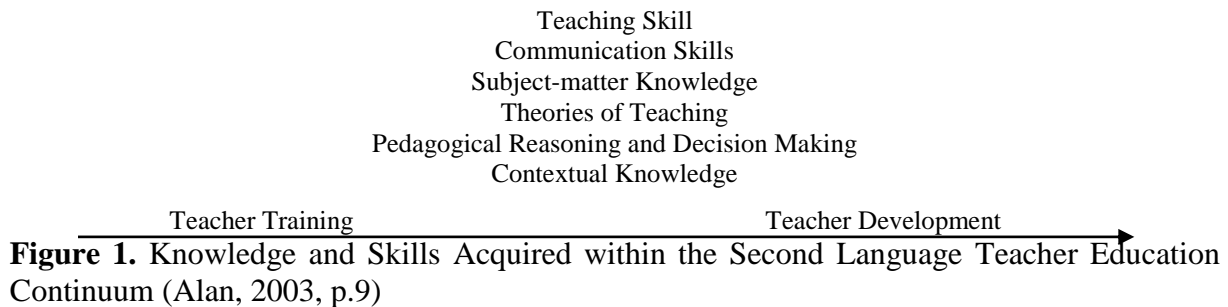 Teaching Skill
Communication Skills
Subject-matter Knowledge
Theories of Teaching
Pedagogical Reasoning and Decision Making
Contextual Knowledge
Teacher Training Teacher Development
Figure 1. Knowledge and Skills Acquired within the Second Language Teacher Education
Continuum (Alan, 2003, p.9)